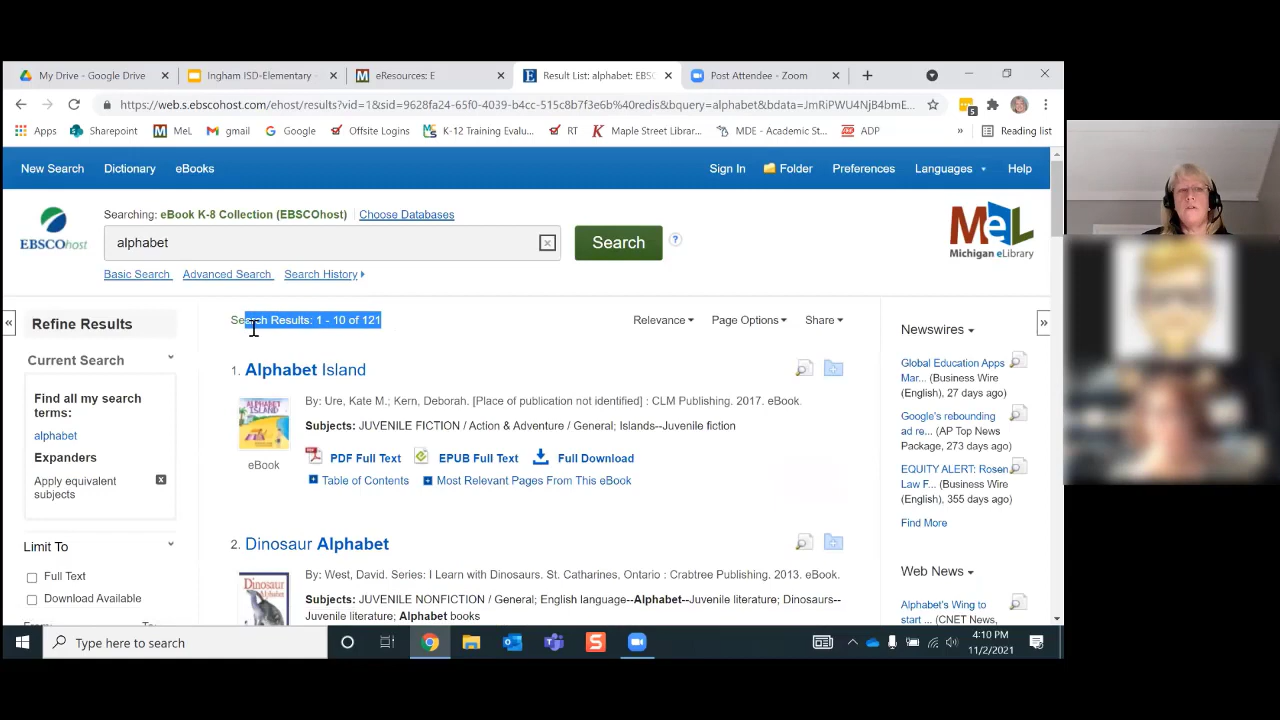 My Drive - Google Drive
Ingham ISD-Elementary -
eResources: E
Result List: alphabet: EBSC
Post Attendee - Zoom
https://web.s.ebscohost.com/ehost/results?vid=1&sid=9628fa24-65f0-4039-b4cc-515c8b7f3e6b%40redis&bquery=alphabet&bdata=JmRiPWU4NjB4bmE...
5
Apps
Sharepoint
MeL
gmail
Google
Offsite Logins
K-12 Training Evalu...
RT
Maple Street Librar...
MDE - Academic St...
ADP
»
Reading list
New Search
Dictionary
eBooks
Sign In
Folder
Preferences
Languages
Help
Searching: eBook K-8 Collection (EBSCOhost)
Choose Databases
EBSCOhost
alphabet
Search
?
MeL
Michigan eLibrary
Basic Search
Advanced Search
Search History
«
Refine Results
Search Results: 1 - 10 of 121
Relevance
Page Options
Share
Newswires
»
Current Search
Find all my search
terms:
alphabet
Expanders
Apply equivalent
subjects
x
Limit To
Full Text
Download Available
1. Alphabet Island
ALPHABET
ISLAND
eBook
By: Ure, Kate M.; Kern, Deborah. [Place of publication not identified] : CLM Publishing. 2017. eBook.
Subjects: JUVENILE FICTION / Action & Adventure / General; Islands--Juvenile fiction
PDF Full Text
EPUB Full Text
Full Download
Table of Contents
Most Relevant Pages From This eBook
2. Dinosaur Alphabet
Dinosaur
By: West, David. Series: I Learn with Dinosaurs. St. Catharines, Ontario : Crabtree Publishing. 2013. eBook.
Subjects: JUVENILE NONFICTION / General; English language--Alphabet--Juvenile literature; Dinosaurs--
Juvenile literature; Alphabet books
Global Education Apps
Mar... (Business Wire
(English), 27 days ago)
Google's rebounding
ad re... (AP Top News
Package, 273 days ago)
EQUITY ALERT: Rosen
Law F... (Business Wire
(English), 355 days ago)
Find More
Web News
Alphabet's Wing to
start ... (CNET News,
Type here to search
4:10 PM
11/2/2021